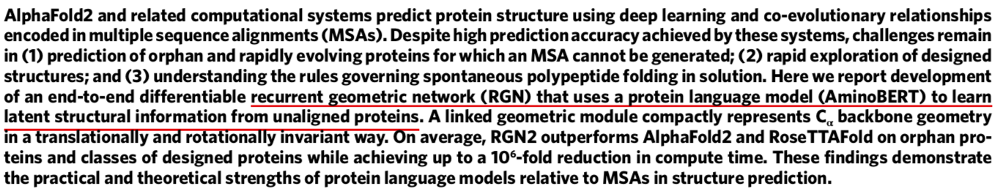 AlphaFold2 and related computational systems predict protein structure using deep learning and co-evolutionary relationships
encoded in multiple sequence alignments (MSAs). Despite high prediction accuracy achieved by these systems, challenges remain
in (1) prediction of orphan and rapidly evolving proteins for which an MSA cannot be generated; (2) rapid exploration of designed
structures; and (3) understanding the rules governing spontaneous polypeptide folding in solution. Here we report development
of an end-to-end differentiable recurrent geometric network (RGN) that uses a protein language model (AminoBERT) to learn
latent structural information from unaligned proteins. A linked geometric module compactly represents Cα backbone geometry
in a translationally and rotationally invariant way. On average, RGN2 outperforms AlphaFold2 and RoseTTAFold on orphan pro-
teins and classes of designed proteins while achieving up to a 10⁶-fold reduction in compute time. These findings demonstrate
the practical and theoretical strengths of protein language models relative to MSAs in structure prediction.